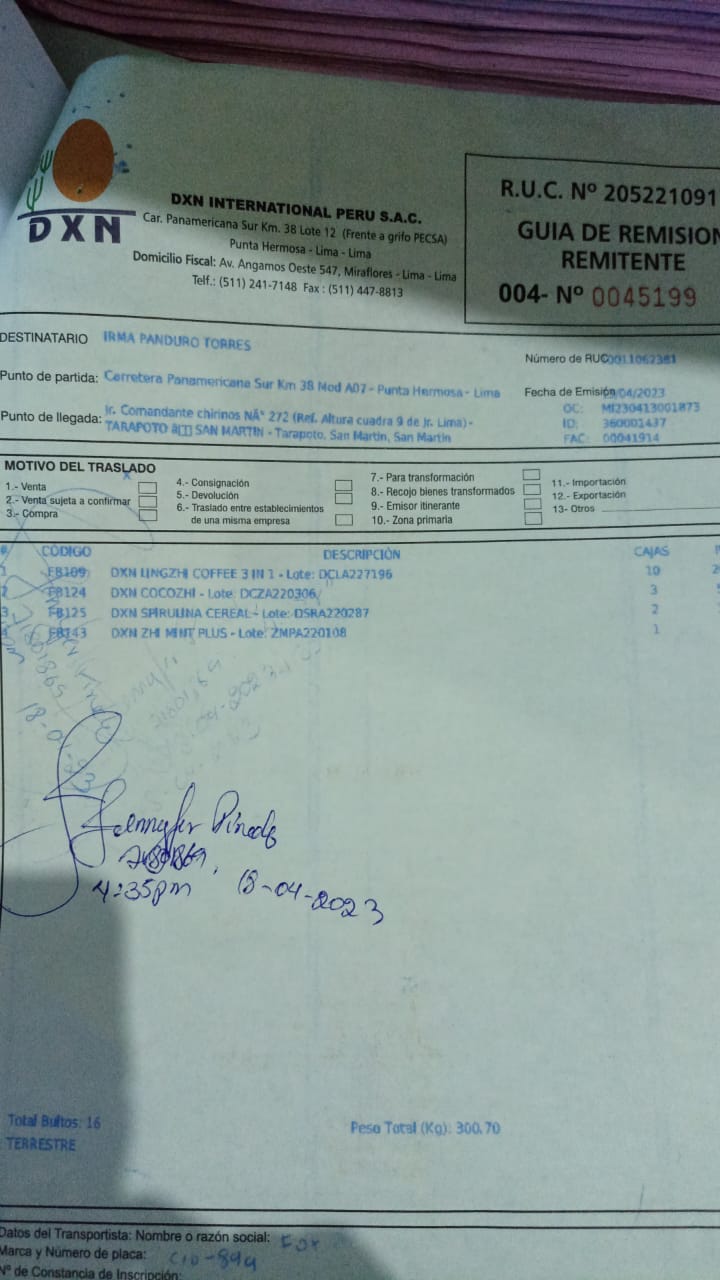 DXN
DXN INTERNATIONAL PERU S.A.C.
Car. Panamericana Sur Km. 38 Lote 12 (Frente a grifo PECSA)
Punta Hermosa - Lima - Lima
Domicilio Fiscal: Av. Angamos Oeste 547, Miraflores - Lima - Lima
Telf.: (511) 241-7148 Fax : (511) 447-8813
R.U.C. Nº 205221091
GUIA DE REMISION
REMITENTE
004- Nº 0045199
DESTINATARIO IRMA PANDURO TORRES
Número de RUC
Punto de partida: Carretera Panamericana Sur Km 38 Mod A07 - Punta Hermosa - Lima
Fecha de Emisión /04/2023
Punto de llegada: Jr. Comandante chirinos NÂ° 272 (Ref. Altura cuadra 9 de Jr. Lima) -
TARAPOTO SAN MARTIN - Tarapoto, San Martin, San Martin
OC: MI230413001873
ID: 360001437
FAC: 00041914
MOTIVO DEL TRASLADO
1.- Venta
2.- Venta sujeta a confirmar
3.- Compra
4.- Consignación
5.- Devolución
6.- Traslado entre establecimientos
de una misma empresa
7.- Para transformación
8.- Recojo bienes transformados
9.- Emisor itinerante
10.- Zona primaria
11.- Importación
12.- Exportación
13- Otros
# CÓDIGO DESCRIPCIÓN CAJAS
1 FB109 DXN LINGZHI COFFEE 3 IN 1 - Lote: DCLA227196 10
2 FB124 DXN COCOZHI - Lote: DCZA220306 3
3 FB125 DXN SPIRULINA CEREAL - Lote: DSRA220287 2
4 FB143 DXN ZHI MINT PLUS - Lote: ZMPA220108 1
Jennyfer Pinedo
4:35pm 18-04-2023
Total Bultos: 16
Peso Total (Kg): 300.70
TERRESTRE
Datos del Transportista: Nombre o razón social:
Marca y Número de placa:
Nº de Constancia de Inscripción: